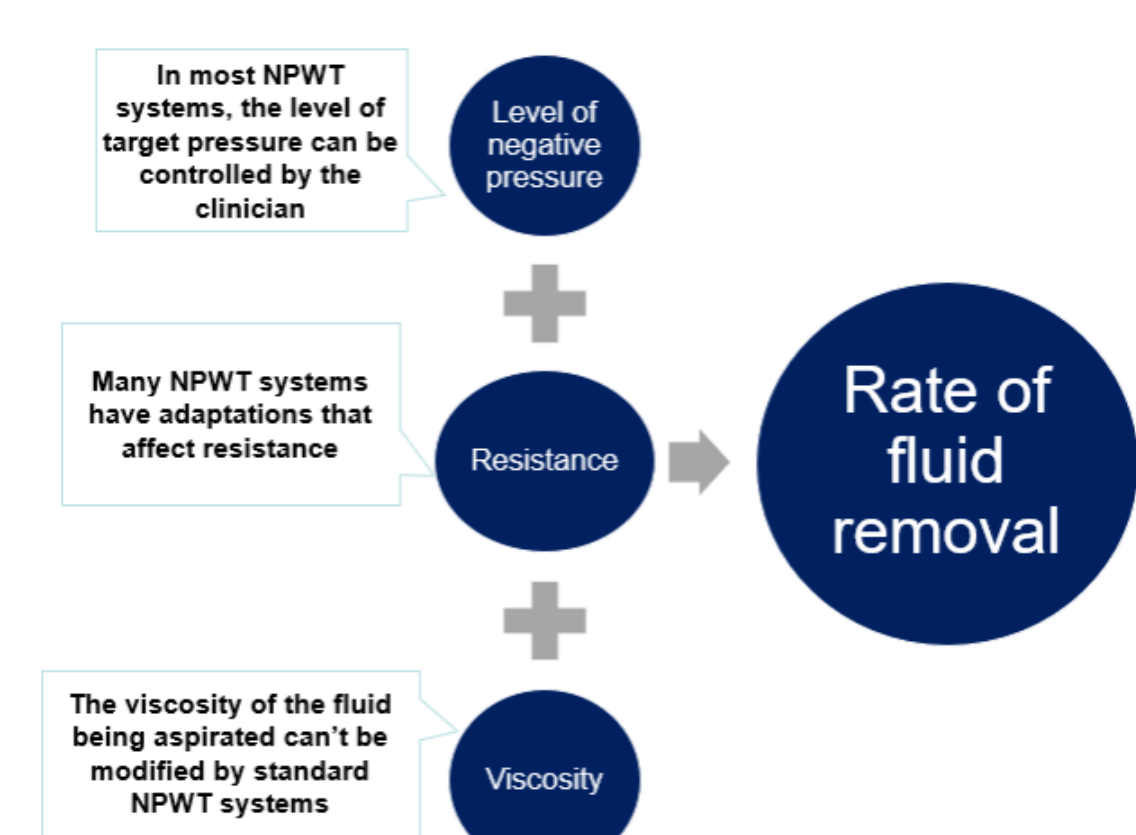 In most NPWT
systems, the level of
target pressure can be
controlled by the
clinician
Level of
negative
pressure
Many NPWT systems
have adaptations that
affect resistance
Resistance
Rate of
fluid
removal
The viscosity of the fluid
being aspirated can’t be
modified by standard
NPWT systems
Viscosity